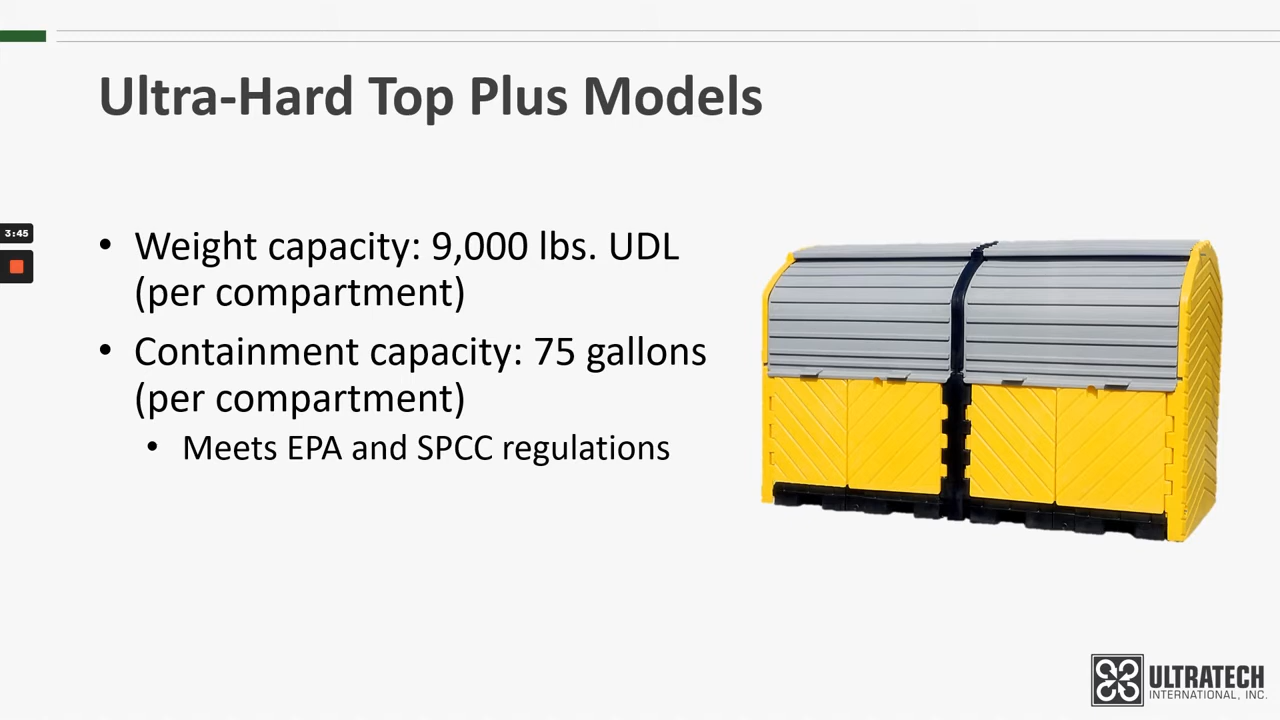 Ultra-Hard Top Plus Models
3:45
• Weight capacity: 9,000 lbs. UDL
(per compartment)
• Containment capacity: 75 gallons
(per compartment)
• Meets EPA and SPCC regulations
ULTRATECH
INTERNATIONAL, INC.